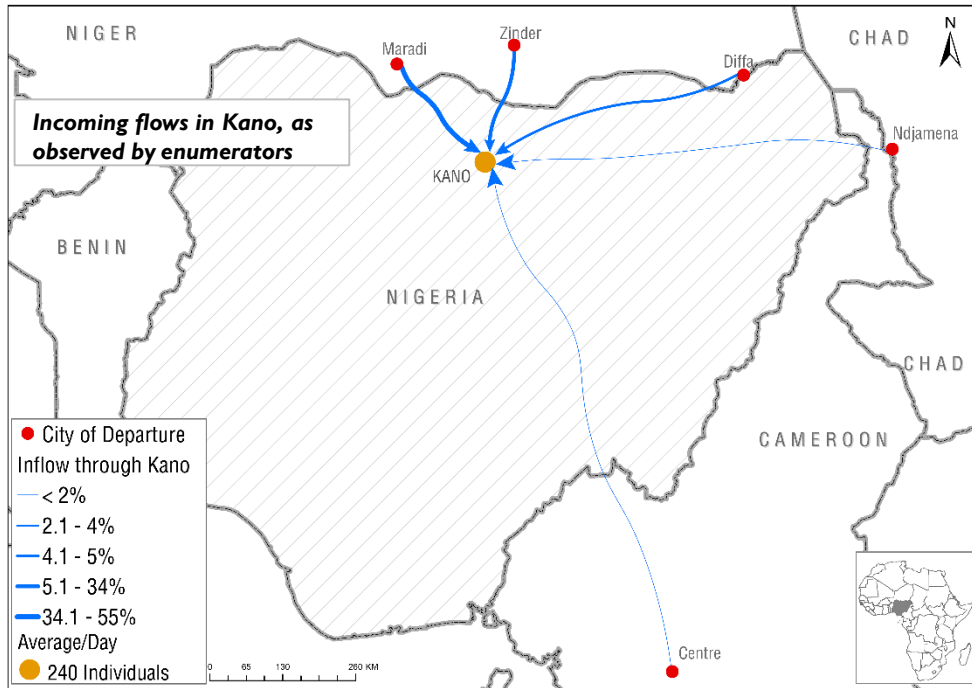 NIGER
CHAD
N
Maradi
Zinder
Diffa
Incoming flows in Kano, as
observed by enumerators
Ndjamena
KANO
BENIN
NIGERIA
CHAD
CAMEROON
City of Departure
Inflow through Kano
< 2%
2.1 - 4%
4.1 - 5%
5.1 - 34%
34.1 - 55%
Average/Day
240 Individuals
0 65 130 260 KM
Centre